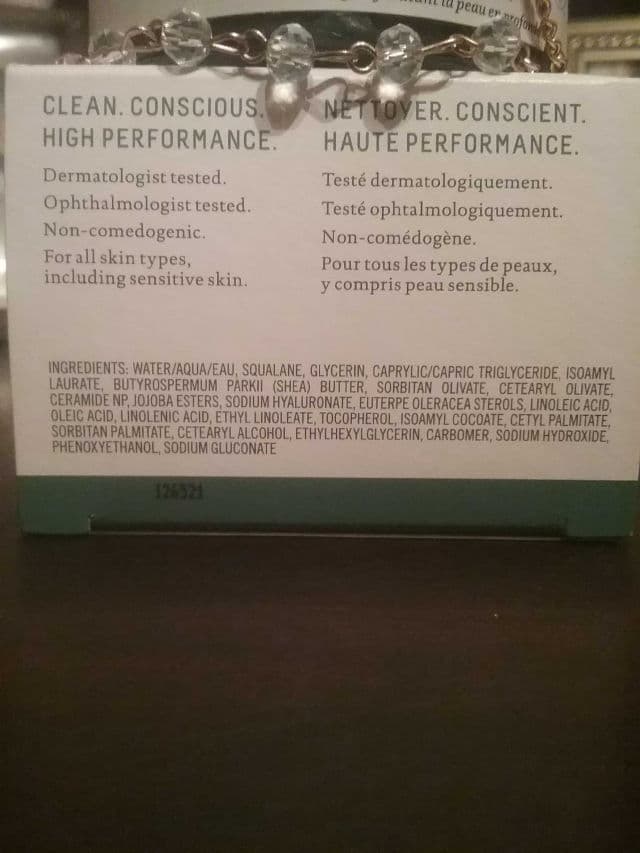 la peau en
CLEAN. CONSCIOUS.
HIGH PERFORMANCE.
Dermatologist tested.
Ophthalmologist tested.
Non-comedogenic.
For all skin types,
including sensitive skin.
NETTOYER. CONSCIENT.
HAUTE PERFORMANCE.
Testé dermatologiquement.
Testé ophtalmologiquement.
Non-comédogène.
Pour tous les types de peaux,
y compris peau sensible.
INGREDIENTS: WATER/AQUA/EAU, SQUALANE, GLYCERIN, CAPRYLIC/CAPRIC TRIGLYCERIDE, ISOAMYL
LAURATE, BUTYROSPERMUM PARKII (SHEA) BUTTER, SORBITAN OLIVATE, CETEARYL OLIVATE,
CERAMIDE NP, JOJOBA ESTERS, SODIUM HYALURONATE, EUTERPE OLERACEA STEROLS, LINOLEIC ACID,
OLEIC ACID, LINOLENIC ACID, ETHYL LINOLEATE, TOCOPHEROL, ISOAMYL COCOATE, CETYL PALMITATE,
SORBITAN PALMITATE, CETEARYL ALCOHOL, ETHYLHEXYLGLYCERIN, CARBOMER, SODIUM HYDROXIDE,
PHENOXYETHANOL, SODIUM GLUCONATE